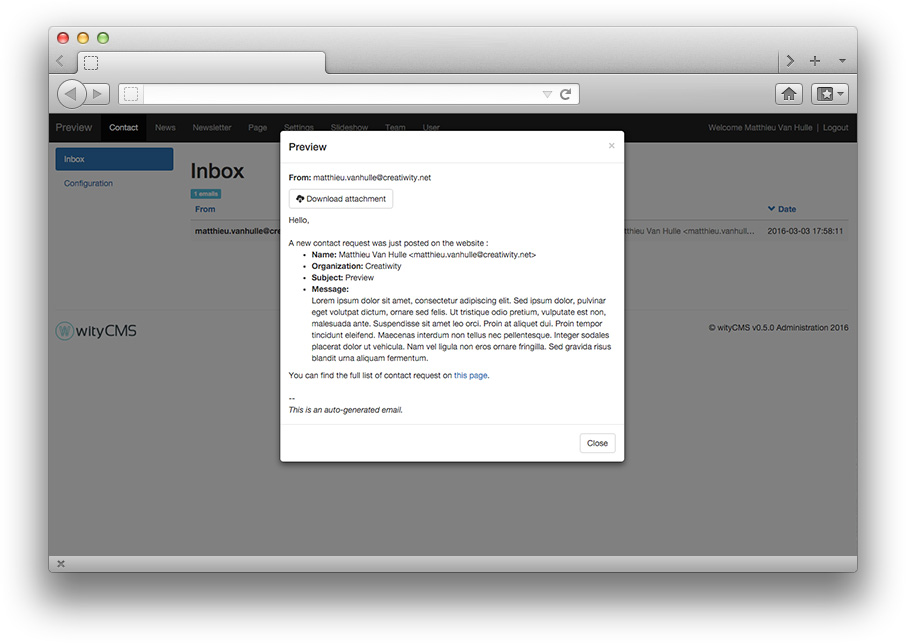 Preview Contact News Newsletter Page Settings Slideshow Team User Welcome Matthieu Van Hulle | Logout
Inbox
Configuration
Inbox
1 emails
From Date
matthieu.vanhulle@cre thieu Van Hulle <matthieu.vanhull... 2016-03-03 17:58:11
Preview ×
From: matthieu.vanhulle@creatiwity.net
Download attachment
Hello,
A new contact request was just posted on the website :
• Name: Matthieu Van Hulle <matthieu.vanhulle@creatiwity.net>
• Organization: Creatiwity
• Subject: Preview
• Message:
Lorem ipsum dolor sit amet, consectetur adipiscing elit. Sed ipsum dolor, pulvinar
eget volutpat dictum, ornare sed felis. Ut tristique odio pretium, vulputate est non,
malesuada ante. Suspendisse sit amet leo orci. Proin at aliquet dui. Proin tempor
tincidunt eleifend. Maecenas interdum non tellus nec pellentesque. Integer sodales
placerat dolor ut vehicula. Nam vel ligula non eros ornare fringilla. Sed gravida risus
blandit urna aliquam fermentum.
You can find the full list of contact request on this page.
--
This is an auto-generated email.
Close
W wityCMS
© wityCMS v0.5.0 Administration 2016